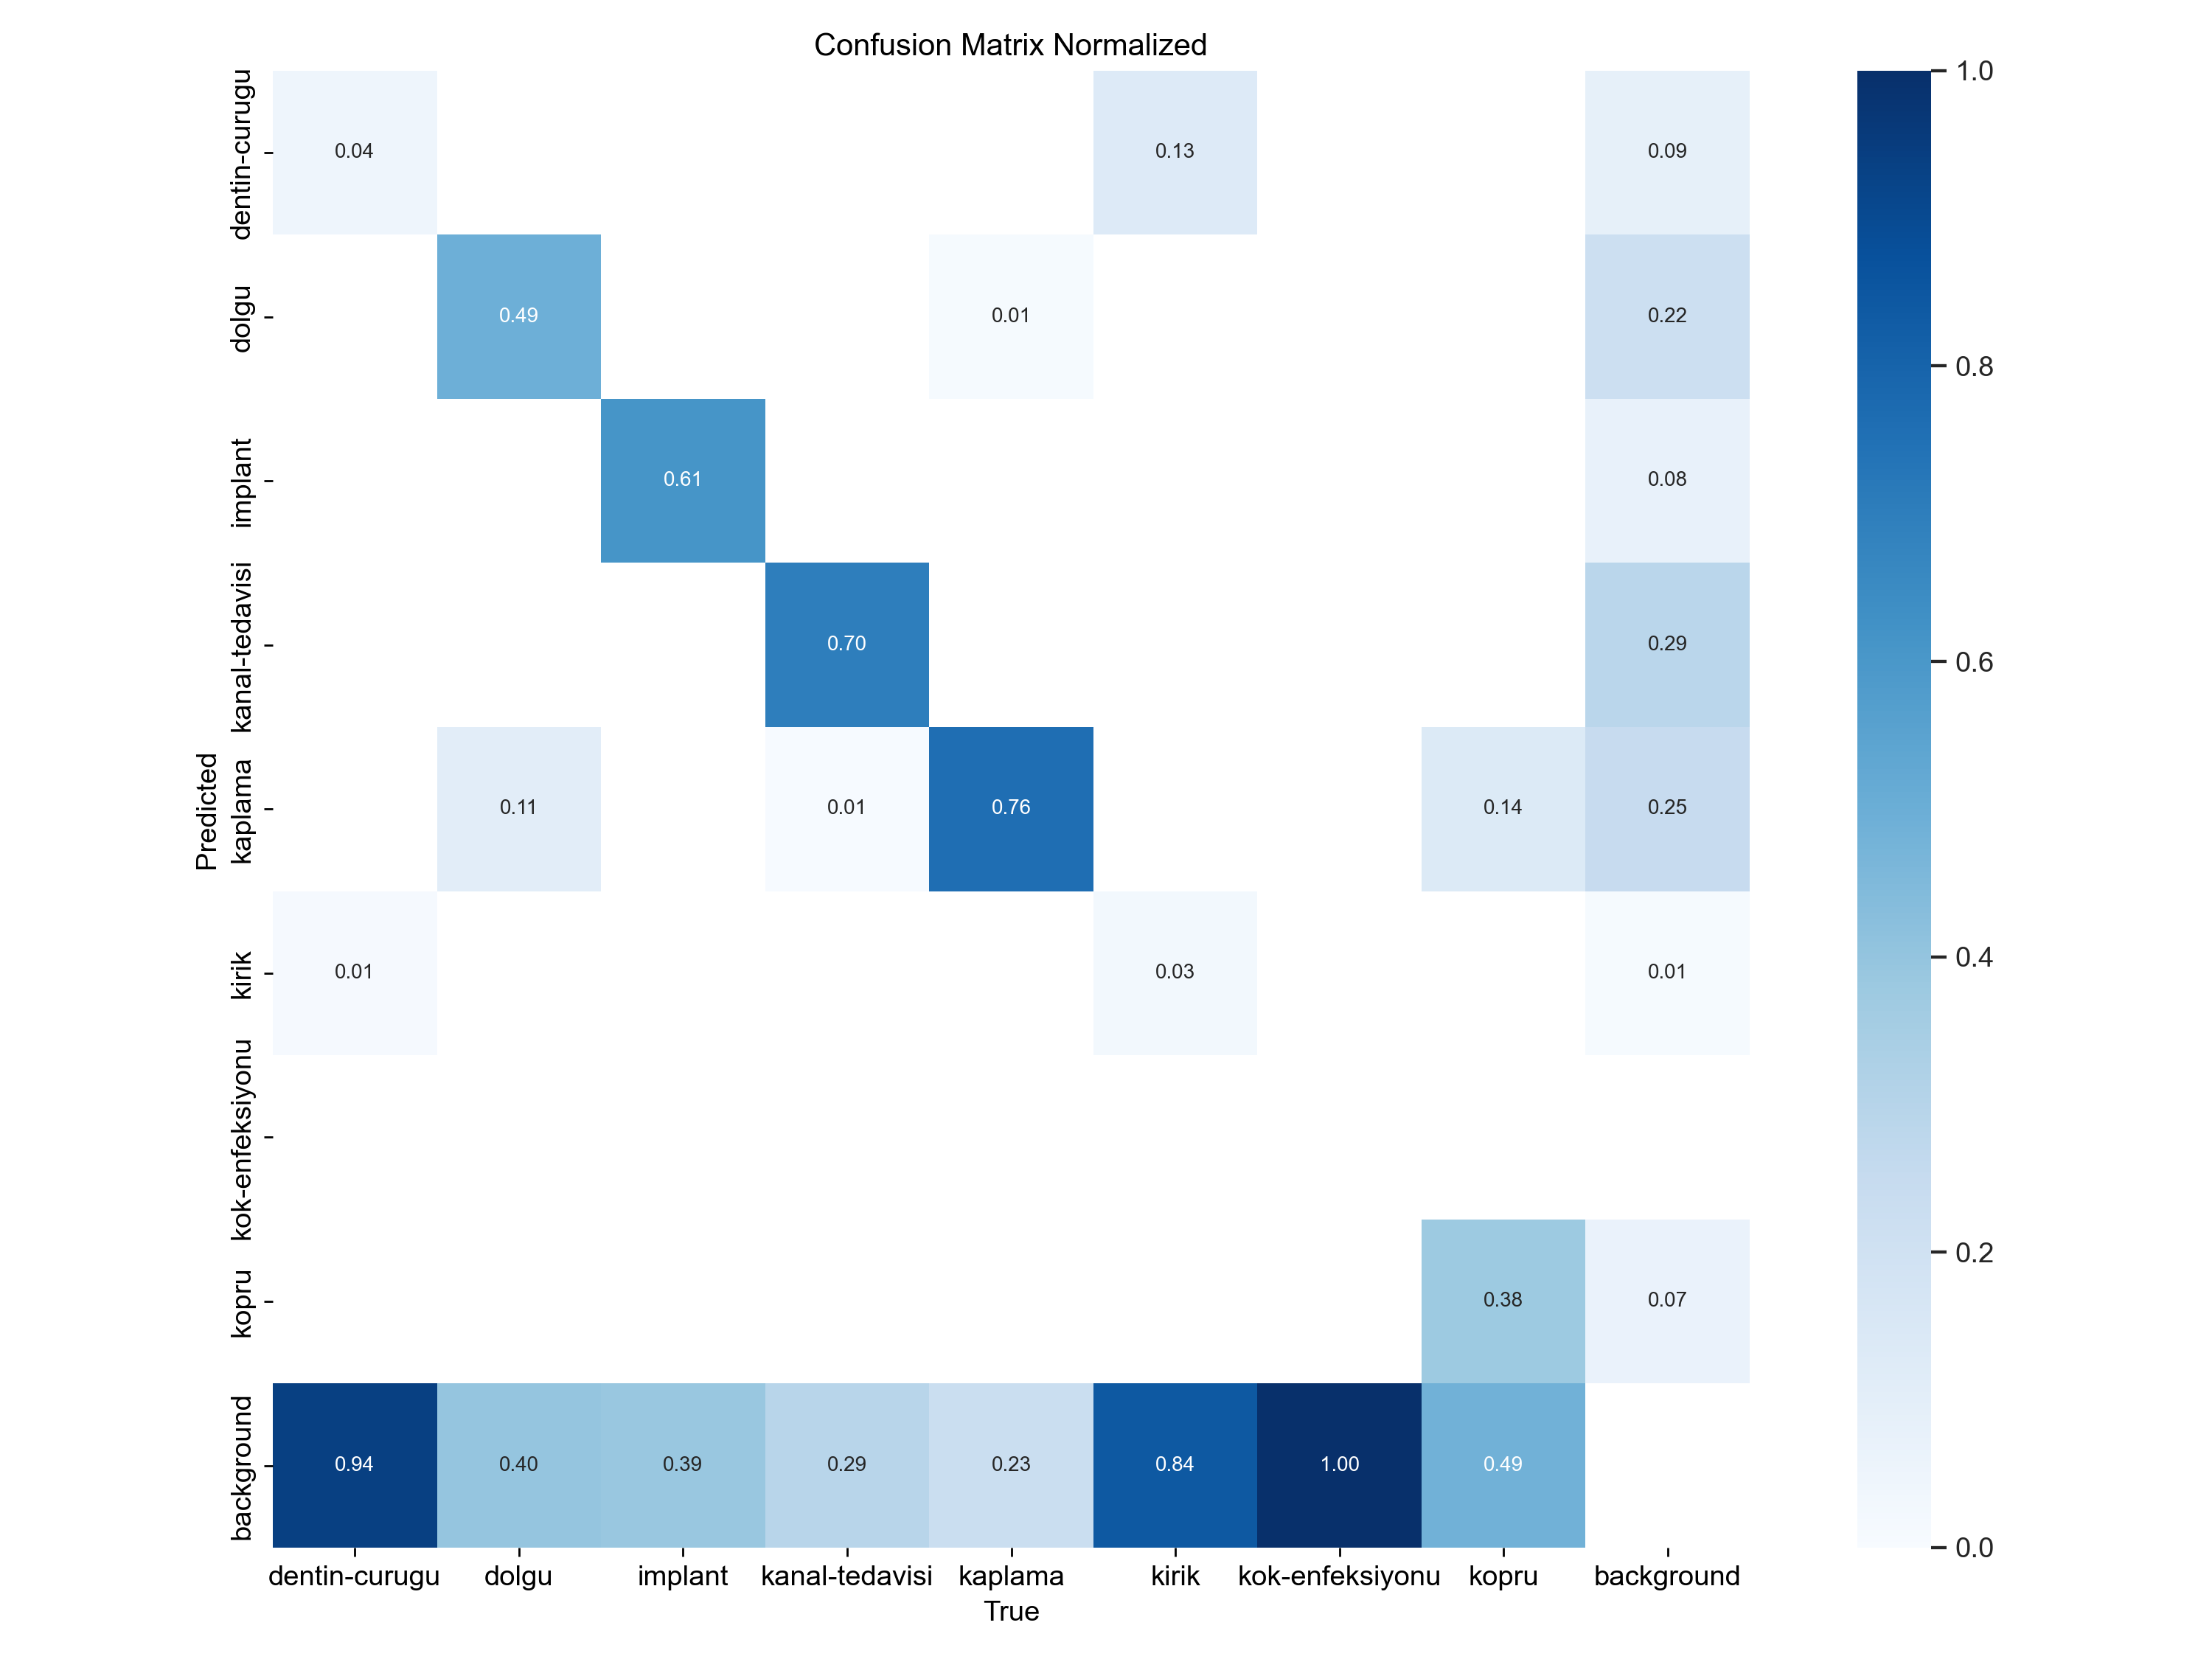 Confusion Matrix Normalized
dentin-curugu
0.04
0.13
0.09
dolgu
0.49
0.01
0.22
implant
0.61
0.08
kanal-tedavisi
0.70
0.29
kaplama
0.11
0.01
0.76
0.14
0.25
kirik
0.01
0.03
0.01
kok-enfeksiyonu
kopru
0.38
0.07
background
0.94
0.40
0.39
0.29
0.23
0.84
1.00
0.49
Predicted
dentin-curugu
dolgu
implant
kanal-tedavisi
kaplama
kirik
kok-enfeksiyonu
kopru
background
True
1.0
0.8
0.6
0.4
0.2
0.0